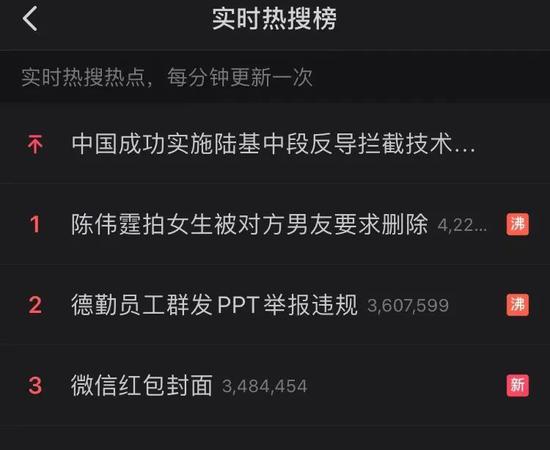 实时热搜榜
实时热搜热点，每分钟更新一次
中国成功实施陆基中段反导拦截技术...
1 陈伟霆拍女生被对方男友要求删除 4,22... 沸
2 德勤员工群发PPT举报违规 3,607,599 沸
3 微信红包封面 3,484,454 新